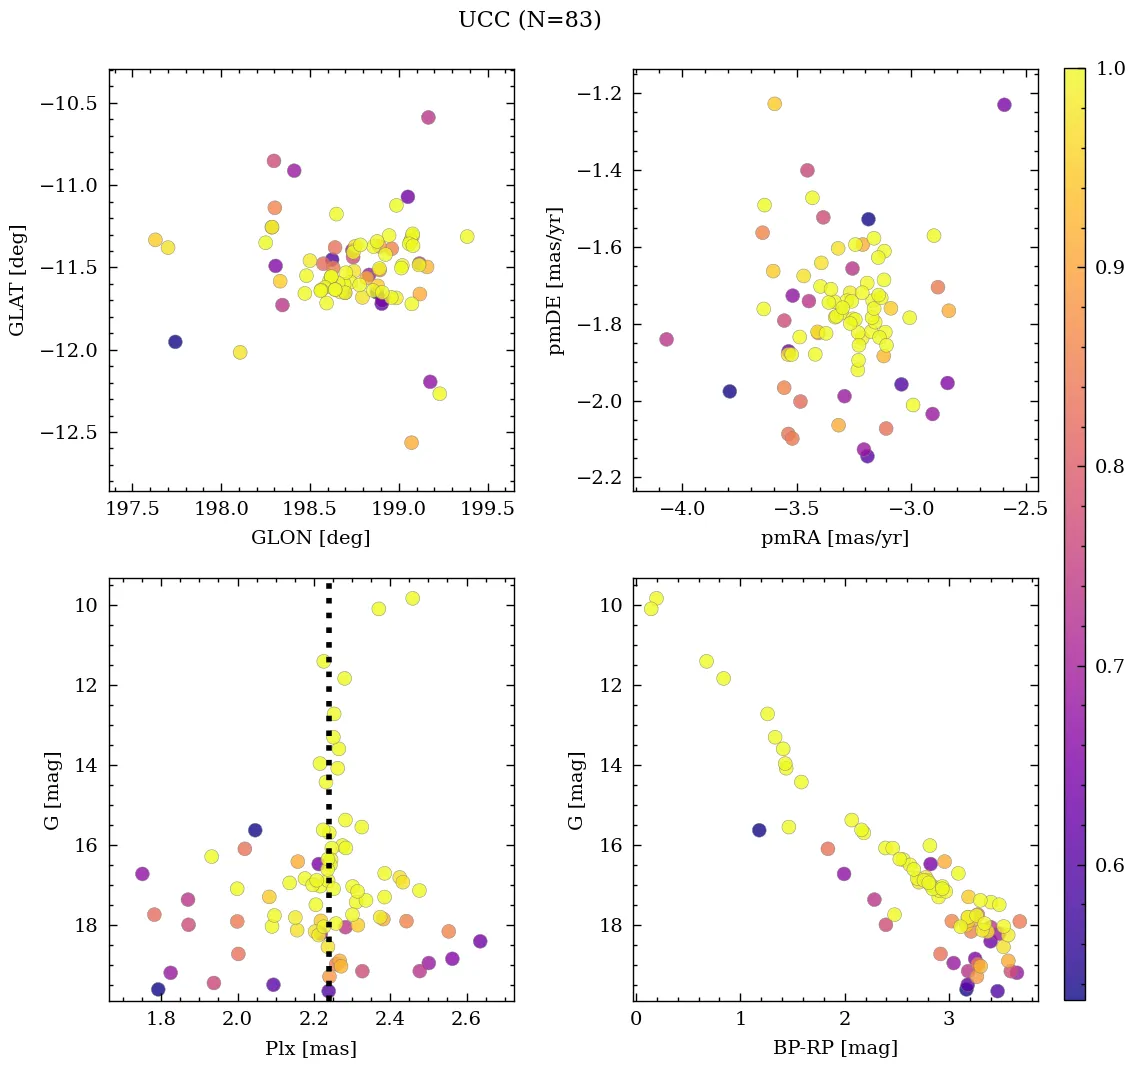 UCC (N=83)
−10.5
−11.0
−11.5
−12.0
−12.5
GLAT [deg]
197.5 198.0 198.5 199.0 199.5
GLON [deg]
−1.2
−1.4
−1.6
−1.8
−2.0
−2.2
pmDE [mas/yr]
−4.0 −3.5 −3.0 −2.5
pmRA [mas/yr]
10
12
14
16
18
G [mag]
1.8 2.0 2.2 2.4 2.6
Plx [mas]
10
12
14
16
18
G [mag]
0 1 2 3
BP-RP [mag]
1.0
0.9
0.8
0.7
0.6